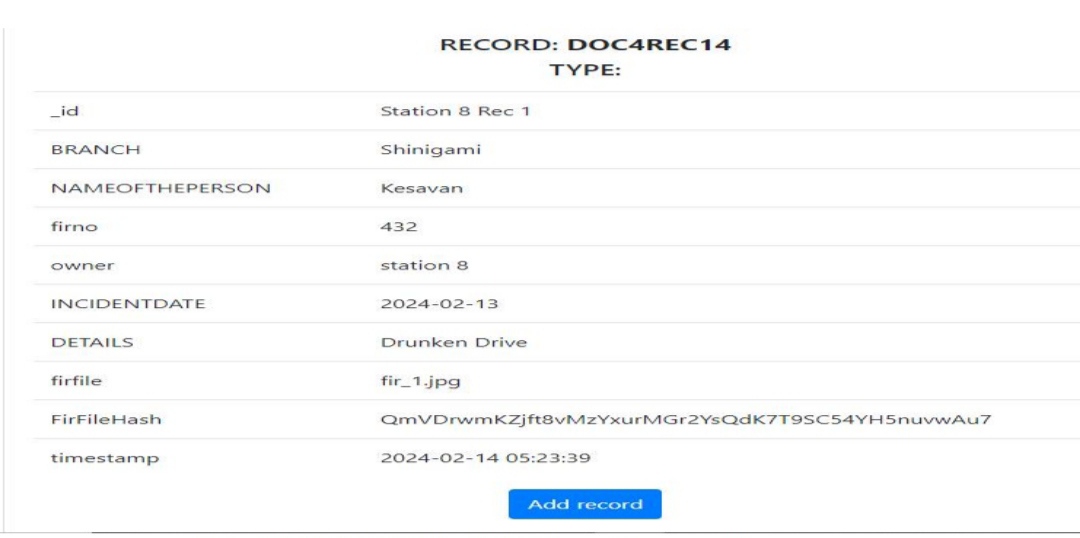 RECORD: DOC4REC14
TYPE:
_id Station 8 Rec 1
BRANCH Shinigami
NAMEOFTHEPERSON Kesavan
firno 432
owner station 8
INCIDENTDATE 2024-02-13
DETAILS Drunken Drive
firfile fir_1.jpg
FirFileHash QmVDrwmKZjft8vMzYxurMGr2YsQdK7T9SC54YH5nuvwAu7
timestamp 2024-02-14 05:23:39
Add record